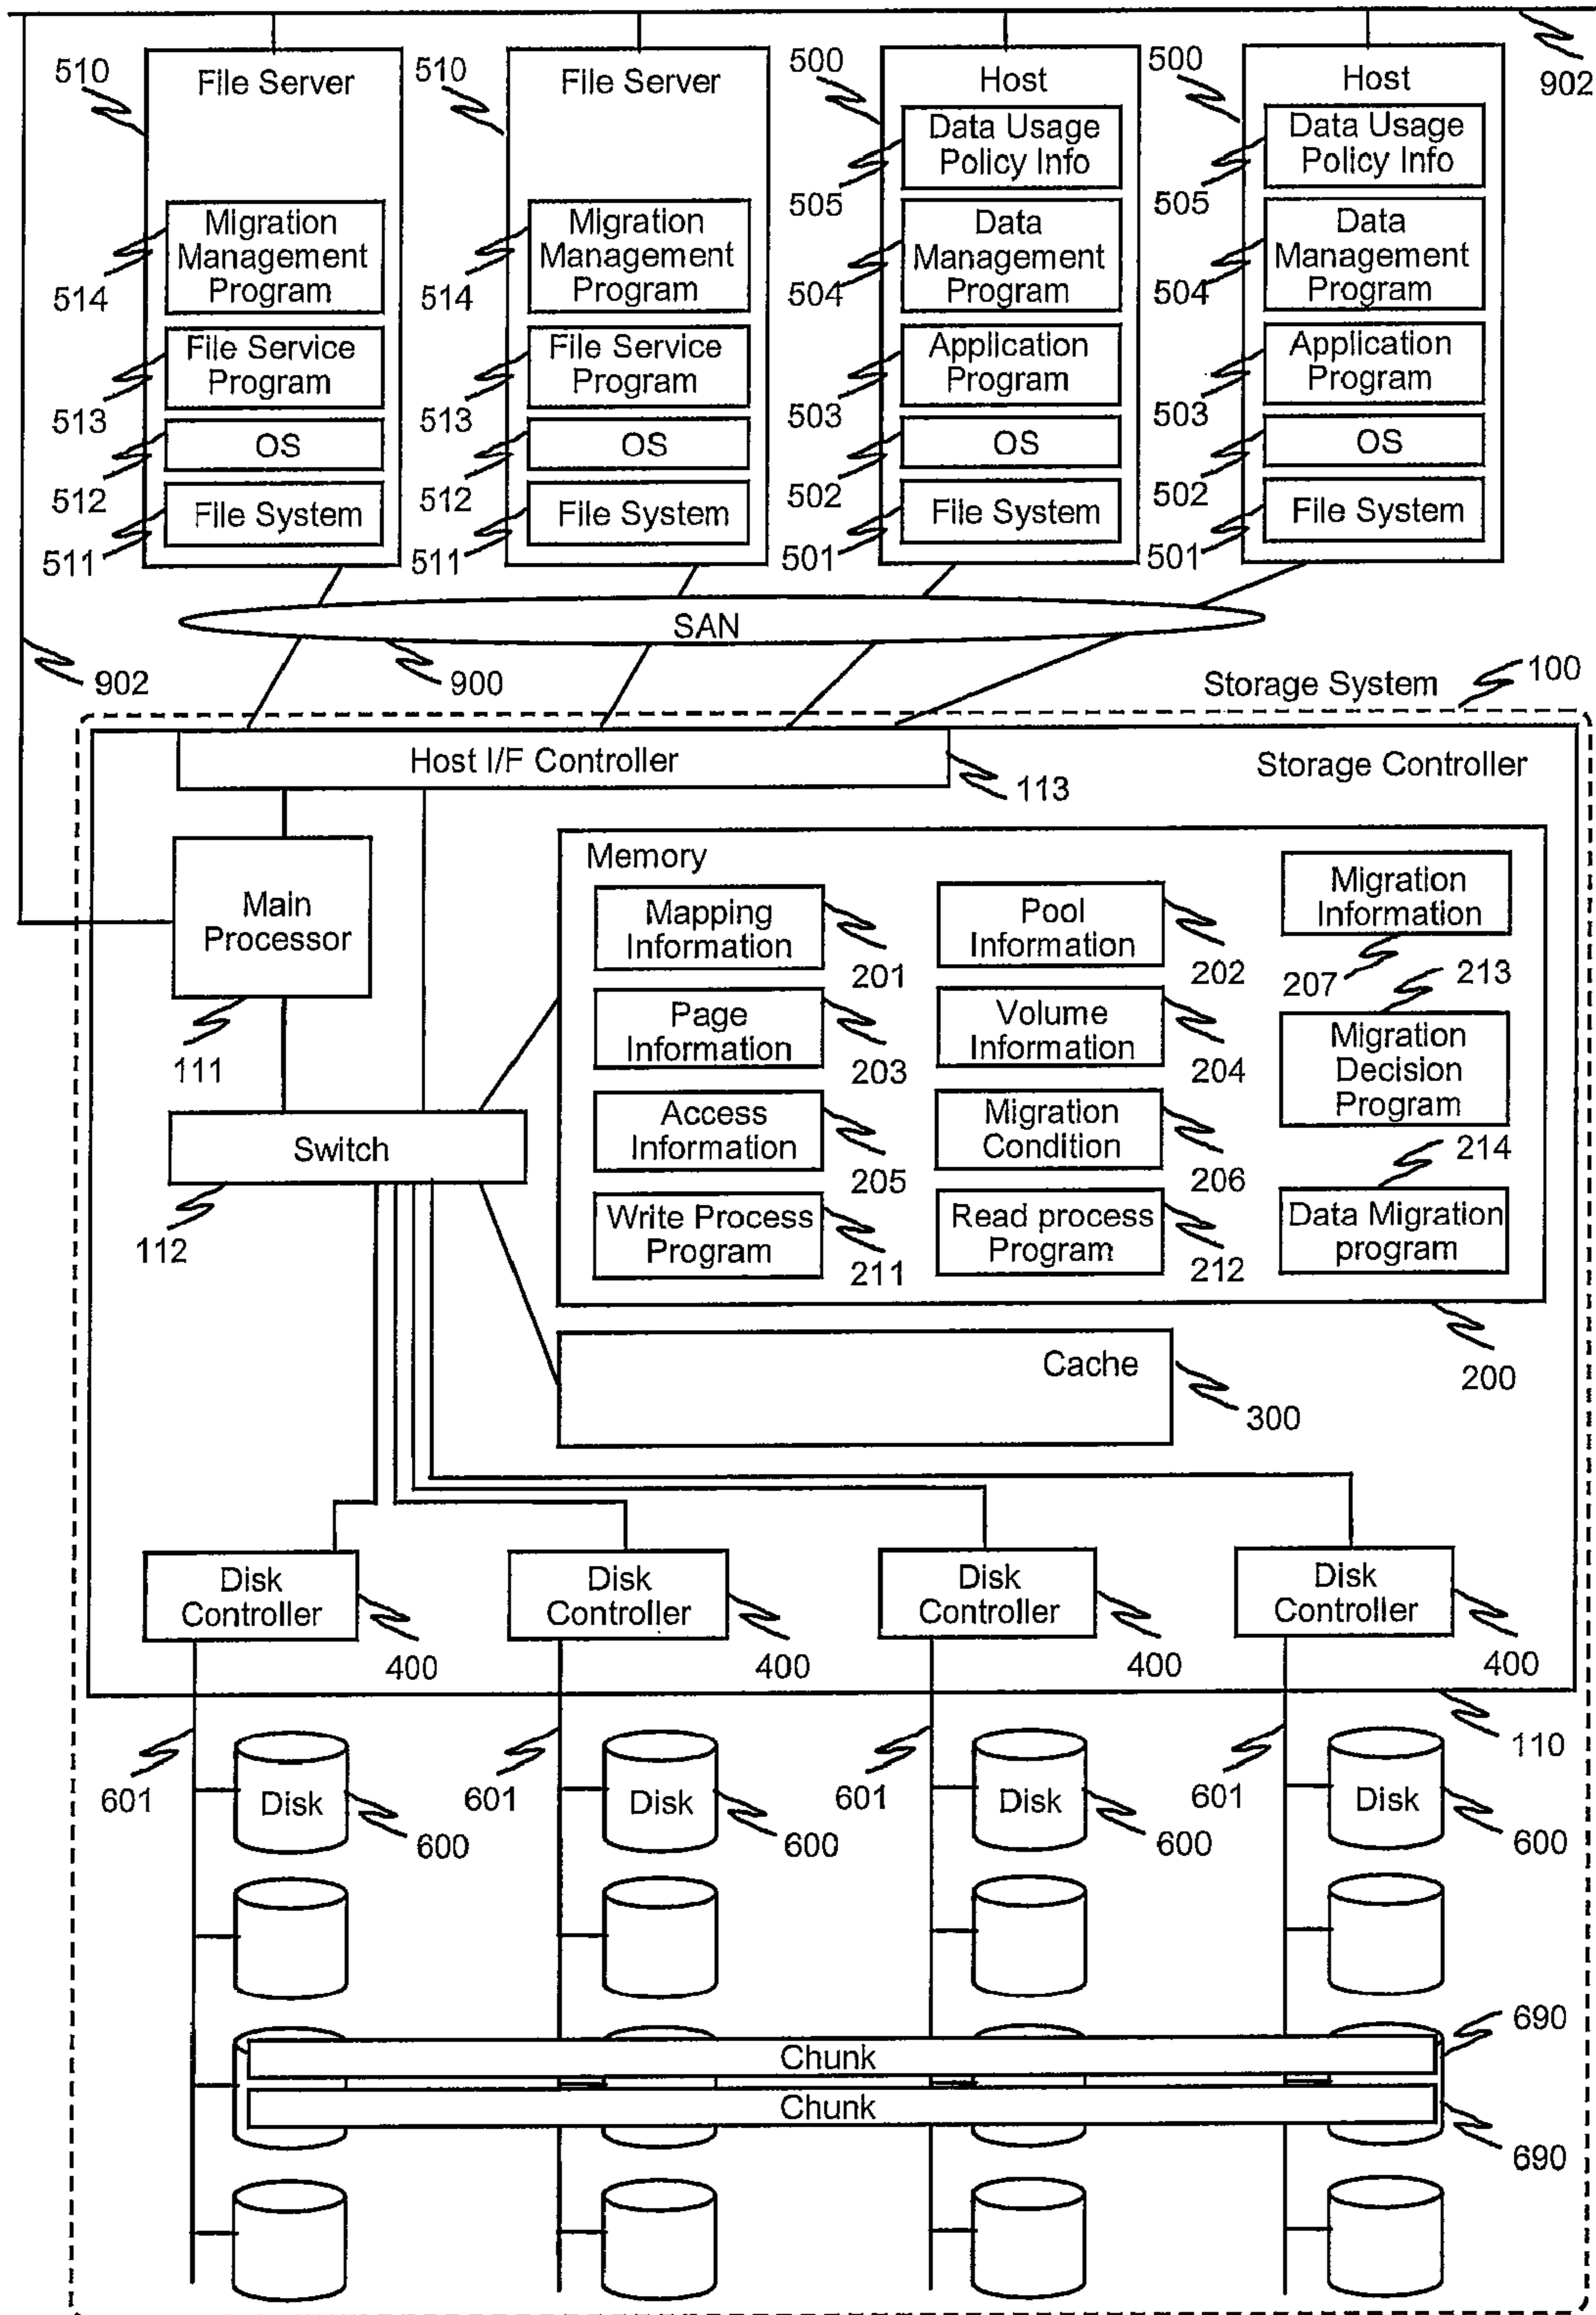 902
510
File Server
Migration
Management
Program
514
File Service
Program
513
OS
512
File System
511
510
File Server
Migration
Management
Program
514
File Service
Program
513
OS
512
File System
511
500
Host
Data Usage
Policy Info
505
Data
Management
Program
504
Application
Program
503
OS
502
File System
501
500
Host
Data Usage
Policy Info
505
Data
Management
Program
504
Application
Program
503
OS
502
File System
501
SAN
902
900
Storage System
100
Host I/F Controller
113
Storage Controller
Main
Processor
111
Memory
Mapping
Information
201
Pool
Information
202
Migration
Information
207
213
Page
Information
203
Volume
Information
204
Migration
Decision
Program
Access
Information
205
Migration
Condition
206
214
Write Process
Program
211
Read process
Program
212
Data Migration
program
Switch
112
200
Cache
300
Disk
Controller
400
Disk
Controller
400
Disk
Controller
400
Disk
Controller
400
110
601
Disk
600
601
Disk
600
601
Disk
600
601
Disk
600
690
Chunk
Chunk
690